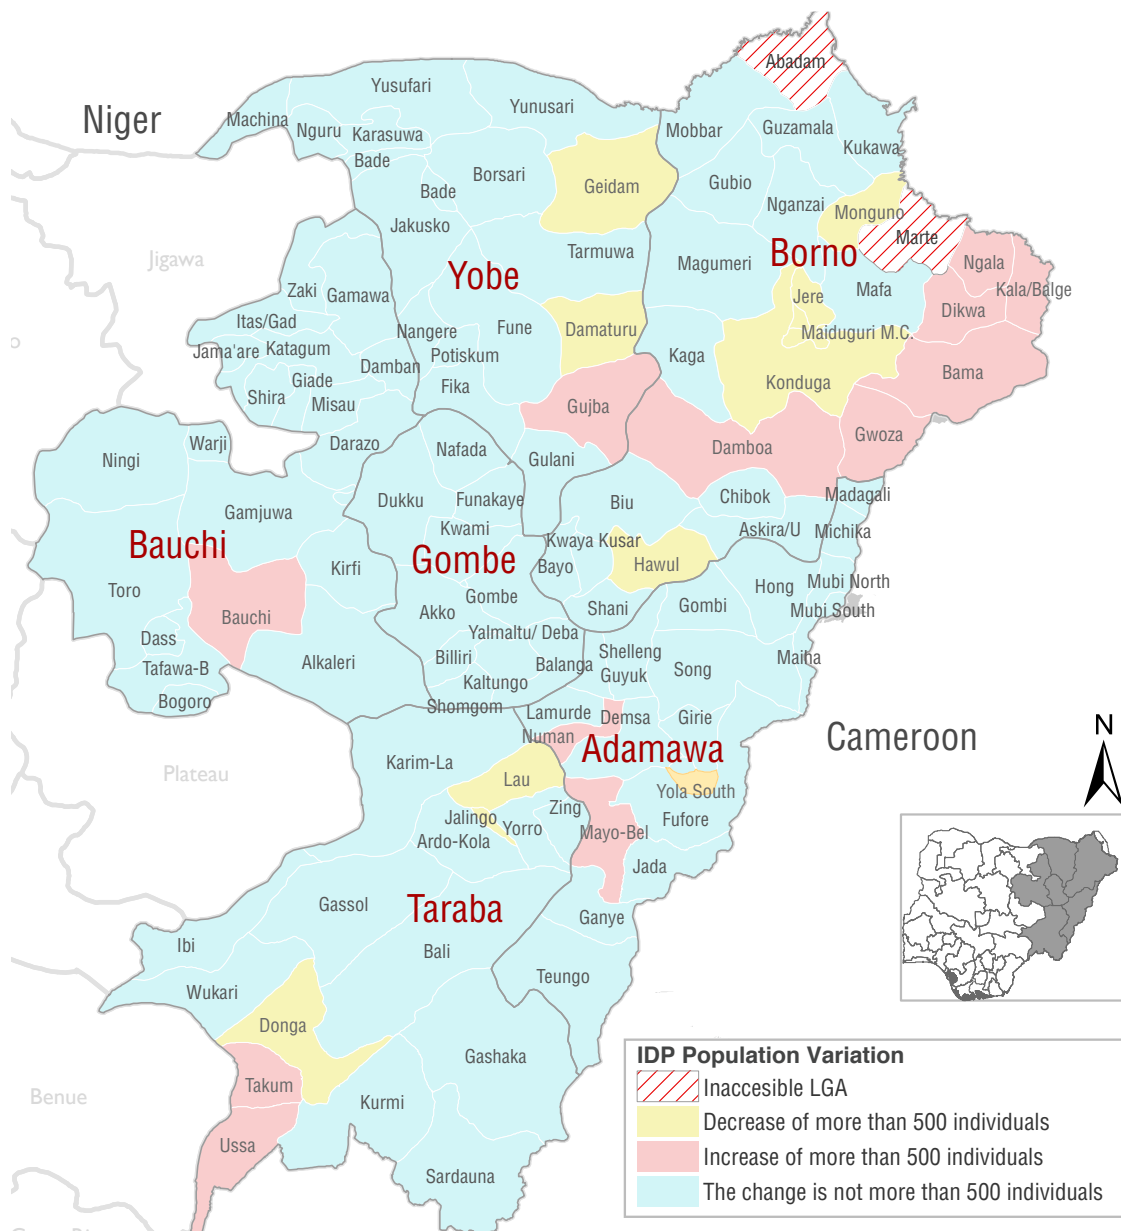 Abadam
Yusufari
Yunusari
Niger
Machina
Nguru
Karasuwa
Mobbar
Guzamala
Kukawa
Bade
Borsari
Geidam
Gubio
Bade
Nganzai
Monguno
Jakusko
Marte
Tarmuwa
Borno
Jigawa
Yobe
Magumeri
Ngala
Zaki
Gamawa
Jere
Mafa
Kala/Balge
Itas/Gad
Nangere
Fune
Damaturu
Dikwa
Maiduguri M.C.
Jama'are
Katagum
Potiskum
Kaga
Damban
Giade
Fika
Konduga
Bama
Shira
Misau
Gujba
Gwoza
Warji
Darazo
Nafada
Gulani
Damboa
Ningi
Dukku
Funakaye
Biu
Chibok
Madagali
Gamjuwa
Kwami
Askira/U
Michika
Bauchi
Gombe
Kwaya Kusar
Bayo
Hawul
Kirfi
Toro
Gombe
Hong
Mubi North
Bauchi
Akko
Shani
Gombi
Mubi South
Dass
Yalmaltu/ Deba
Tafawa-B
Alkaleri
Billiri
Balanga
Shelleng
Maiha
Kaltungo
Guyuk
Song
Bogoro
Shomgom
Lamurde
Demsa
Girie
Numan
Adamawa
Cameroon
N
Karim-La
Plateau
Lau
Yola South
Jalingo
Zing
Yorro
Mayo-Bel
Fufore
Ardo-Kola
Jada
Gassol
Taraba
Ganye
Ibi
Bali
Wukari
Teungo
Donga
Gashaka
Takum
Benue
Kurmi
Ussa
Sardauna
IDP Population Variation
Inaccesible LGA
Decrease of more than 500 individuals
Increase of more than 500 individuals
The change is not more than 500 individuals